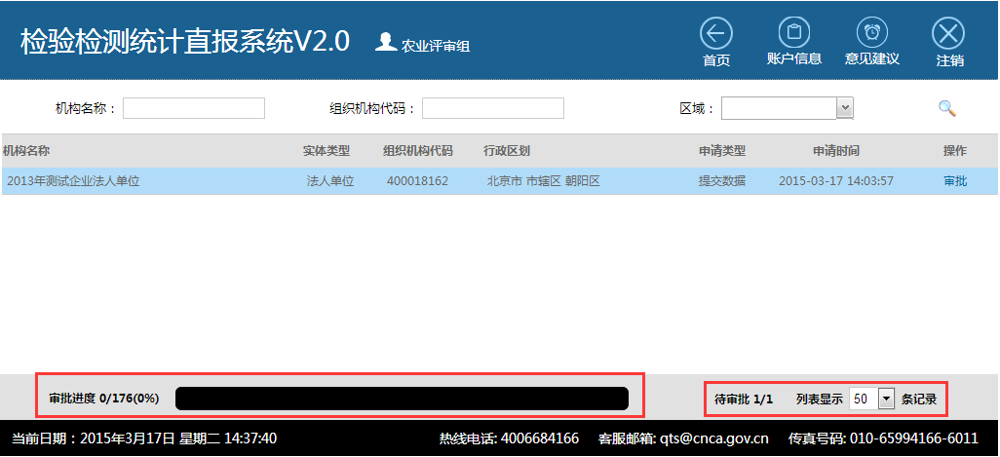 检验检测统计直报系统V2.0 农业评审组 首页 账户信息 意见建议 注销
机构名称： 组织机构代码： 区域：
机构名称 实体类型 组织机构代码 行政区划 申请类型 申请时间 操作
2013年测试企业法人单位 法人单位 400018162 北京市 市辖区 朝阳区 提交数据 2015-03-17 14:03:57 审批
审批进度 0/176(0%) 待审批 1/1 列表显示 50 条记录
当前日期：2015年3月17日 星期二 14:37:40 热线电话: 4006684166 客服邮箱: qts@cnca.gov.cn 传真号码: 010-65994166-6011